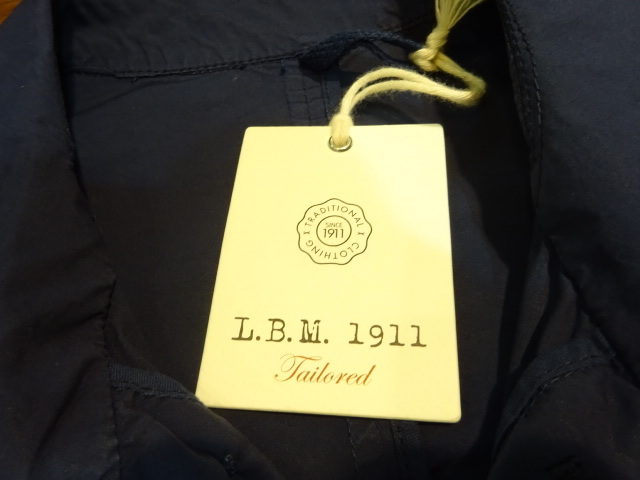 TRADITIONAL
SINCE
1911
CLOTHING
L.B.M. 1911
Tailored